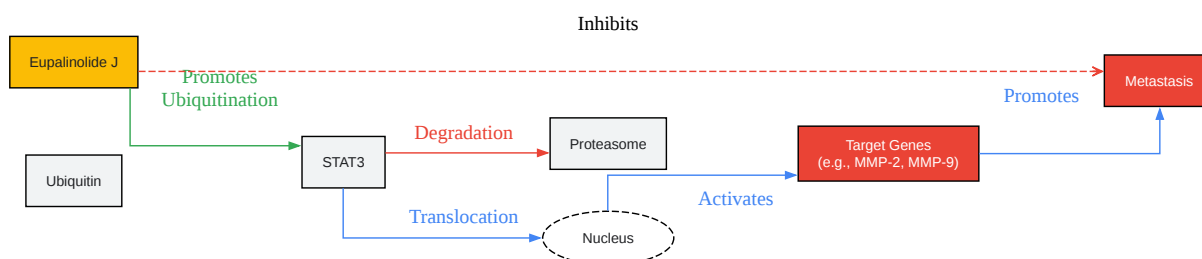 Inhibits
Eupalinolide J
Promotes
Ubiquitination
Metastasis
Promotes
Degradation
Proteasome
Target Genes
(e.g., MMP-2, MMP-9)
STAT3
Ubiquitin
Activates
Translocation
Nucleus